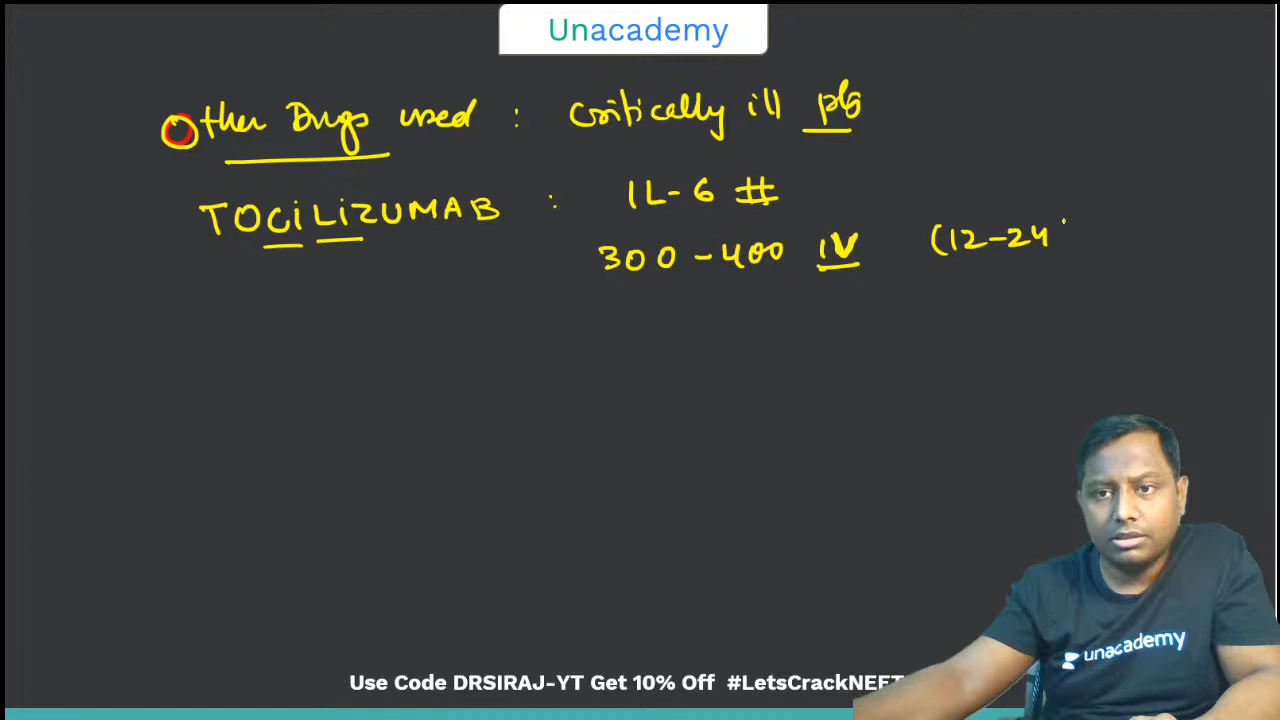 Unacademy
Other Drugs used : critically ill pts
TOCiLiZUMAB : IL-6 #
300-400 IV (12-24
unacademy
Use Code DRSIRAJ-YT Get 10% Off #LetsCrackNEET